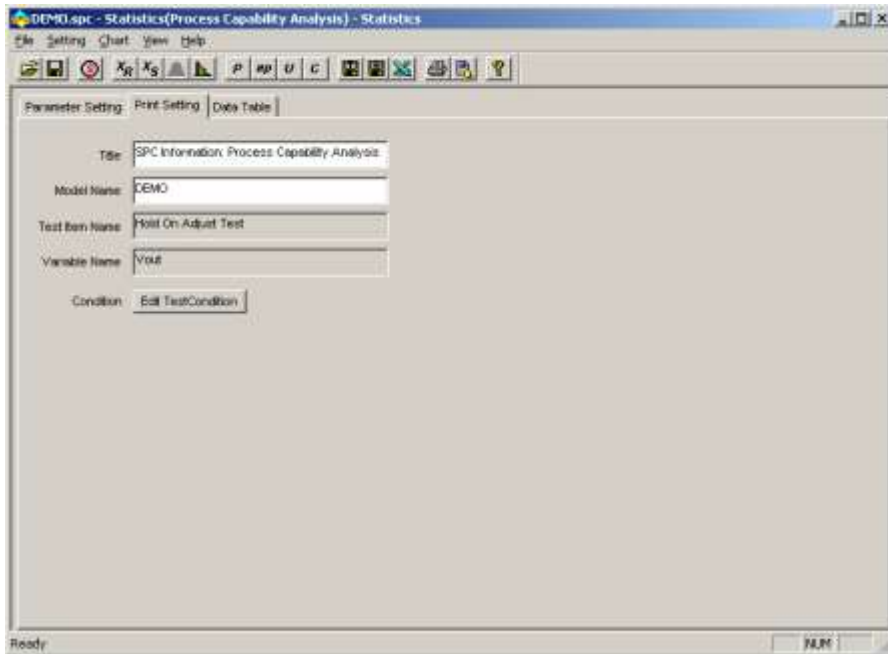 DEMO.spc - Statistics(Process Capability Analysis) - Statistics
File Setting Chart View Help
XR XS P np U C ?
Parameter Setting Print Setting Data Table
Title SPC Information: Process Capability Analysis
Model Name DEMO
Test Item Name Hold On Adjust Test
Variable Name Vout
Condition Edit TestCondition
Ready NUM